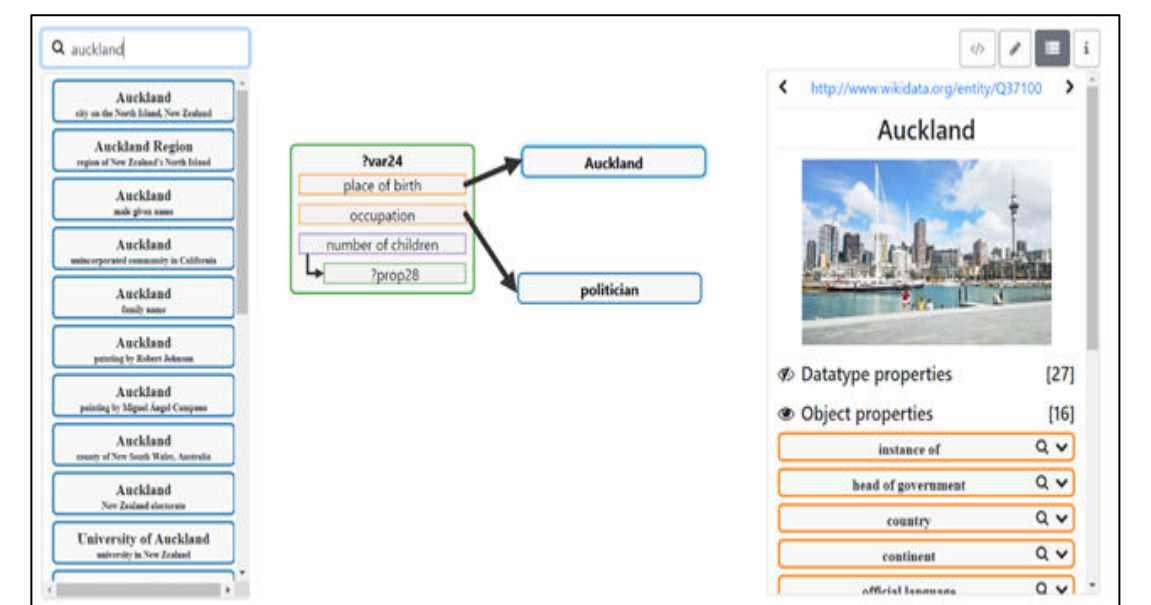 auckland
Auckland
city on the North Island, New Zealand
Auckland Region
region of New Zealand's North Island
Auckland
male given name
Auckland
unincorporated community in California
Auckland
family name
Auckland
painting by Robert Johnson
Auckland
painting by Miguel Ángel Campano
Auckland
county of New South Wales, Australia
Auckland
New Zealand electorate
University of Auckland
university in New Zealand
?var24
place of birth
occupation
number of children
?prop28
Auckland
politician
</>
i
http://www.wikidata.org/entity/Q37100
Auckland
Datatype properties [27]
Object properties [16]
instance of
head of government
country
continent
official language